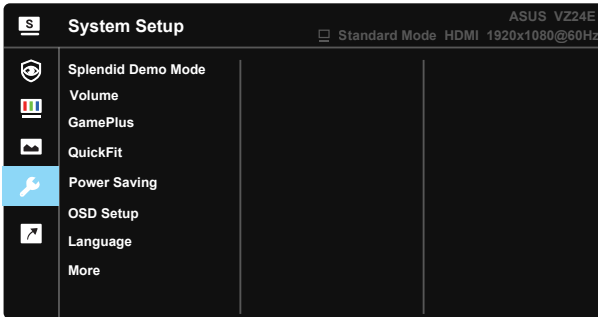 S System Setup
ASUS VZ24E
Standard Mode HDMI 1920x1080@60Hz
Splendid Demo Mode
Volume
GamePlus
QuickFit
Power Saving
OSD Setup
Language
More